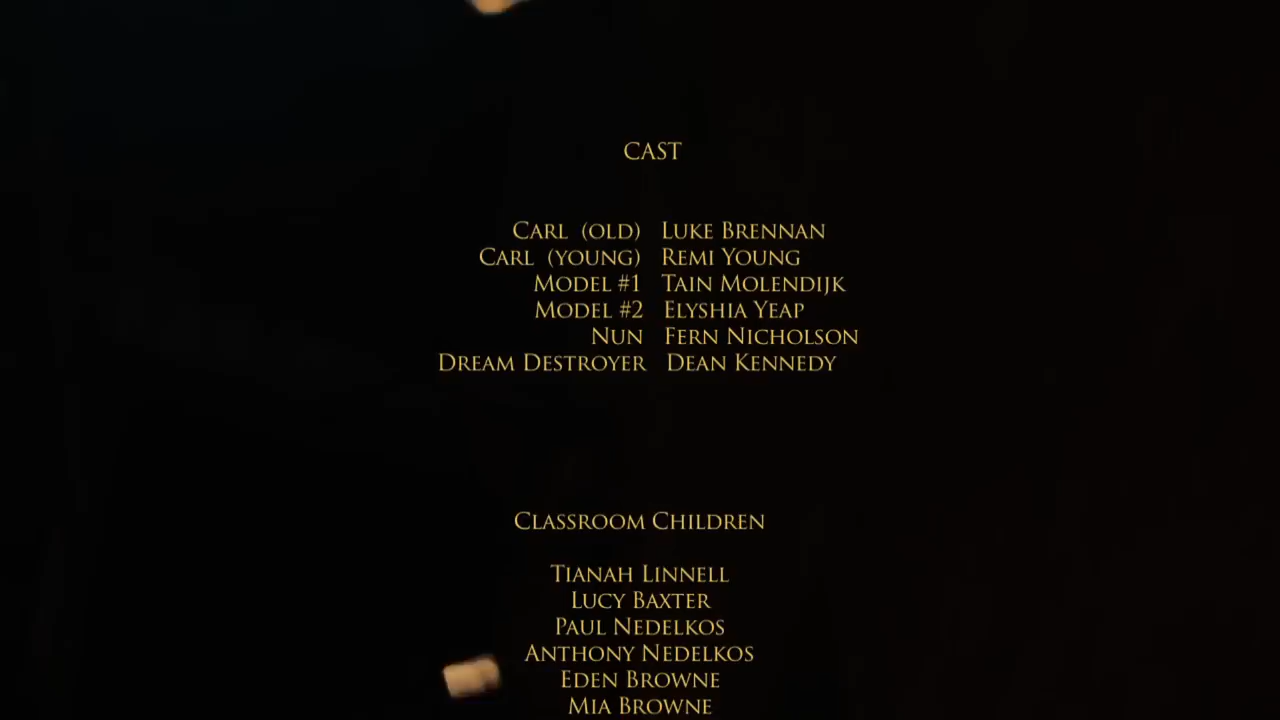 CAST
CARL (OLD) LUKE BRENNAN
CARL (YOUNG) REMI YOUNG
MODEL #1 TAIN MOLENDIJK
MODEL #2 ELYSHIA YEAP
NUN FERN NICHOLSON
DREAM DESTROYER DEAN KENNEDY
CLASSROOM CHILDREN
TIANAH LINNELL
LUCY BAXTER
PAUL NEDELKOS
ANTHONY NEDELKOS
EDEN BROWNE
MIA BROWNE